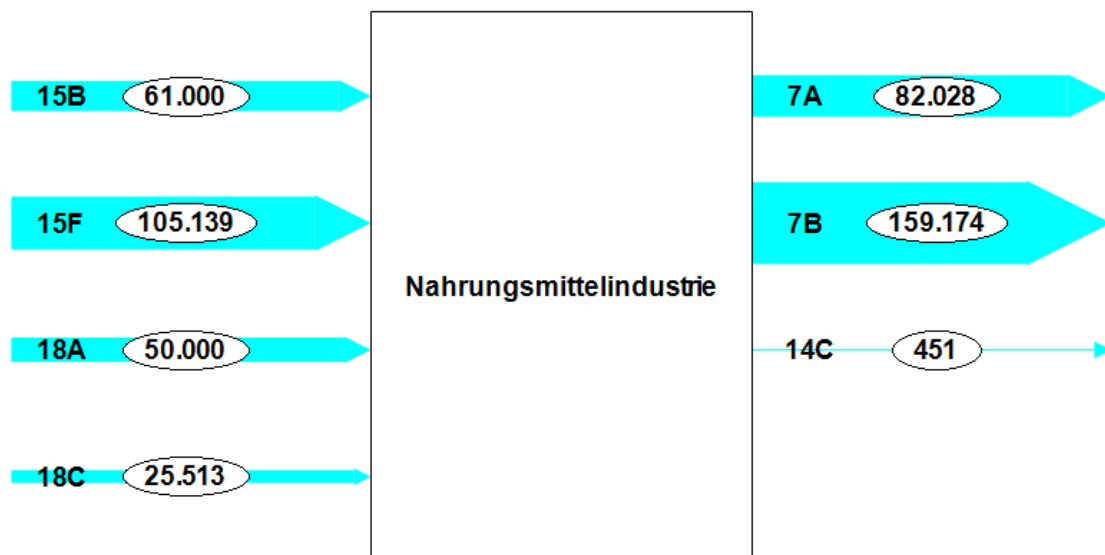 15B 61.000
15F 105.139
18A 50.000
18C 25.513
Nahrungsmittelindustrie
7A 82.028
7B 159.174
14C 451